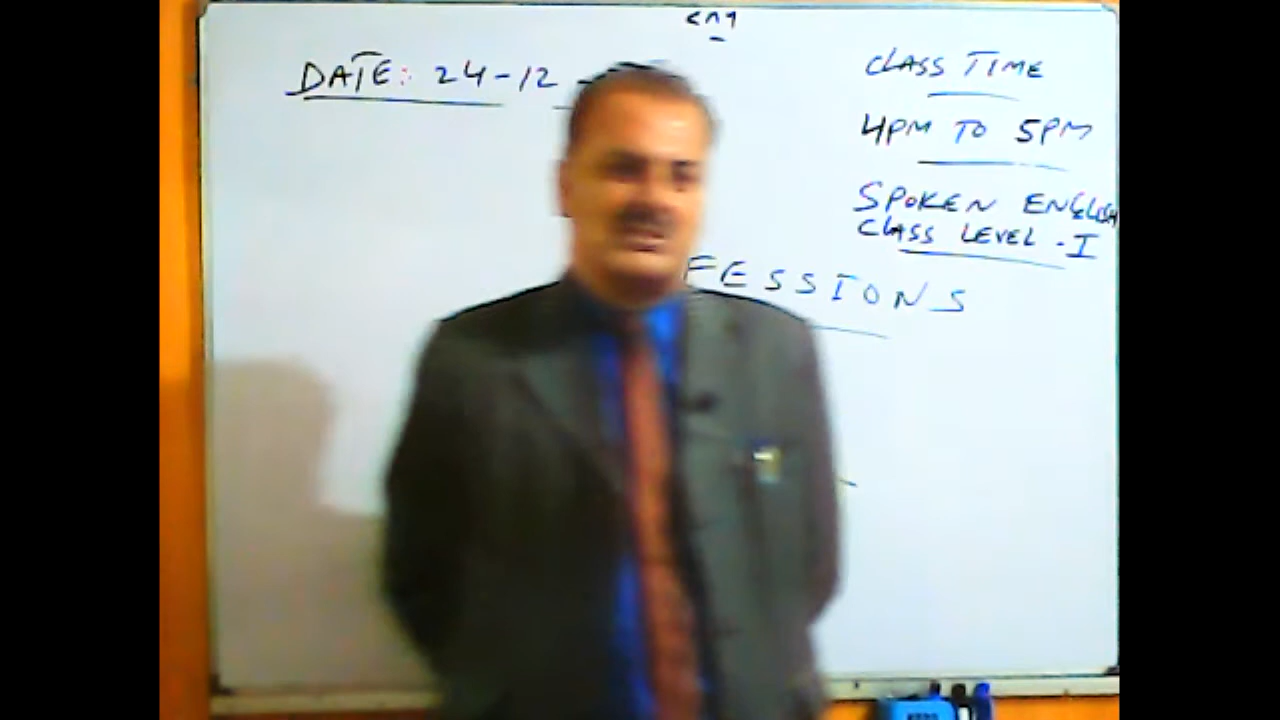 DATE: 24-12-
CLASS TIME
4PM TO 5PM
SPOKEN ENGLISH
CLASS LEVEL-I
FESSIONS